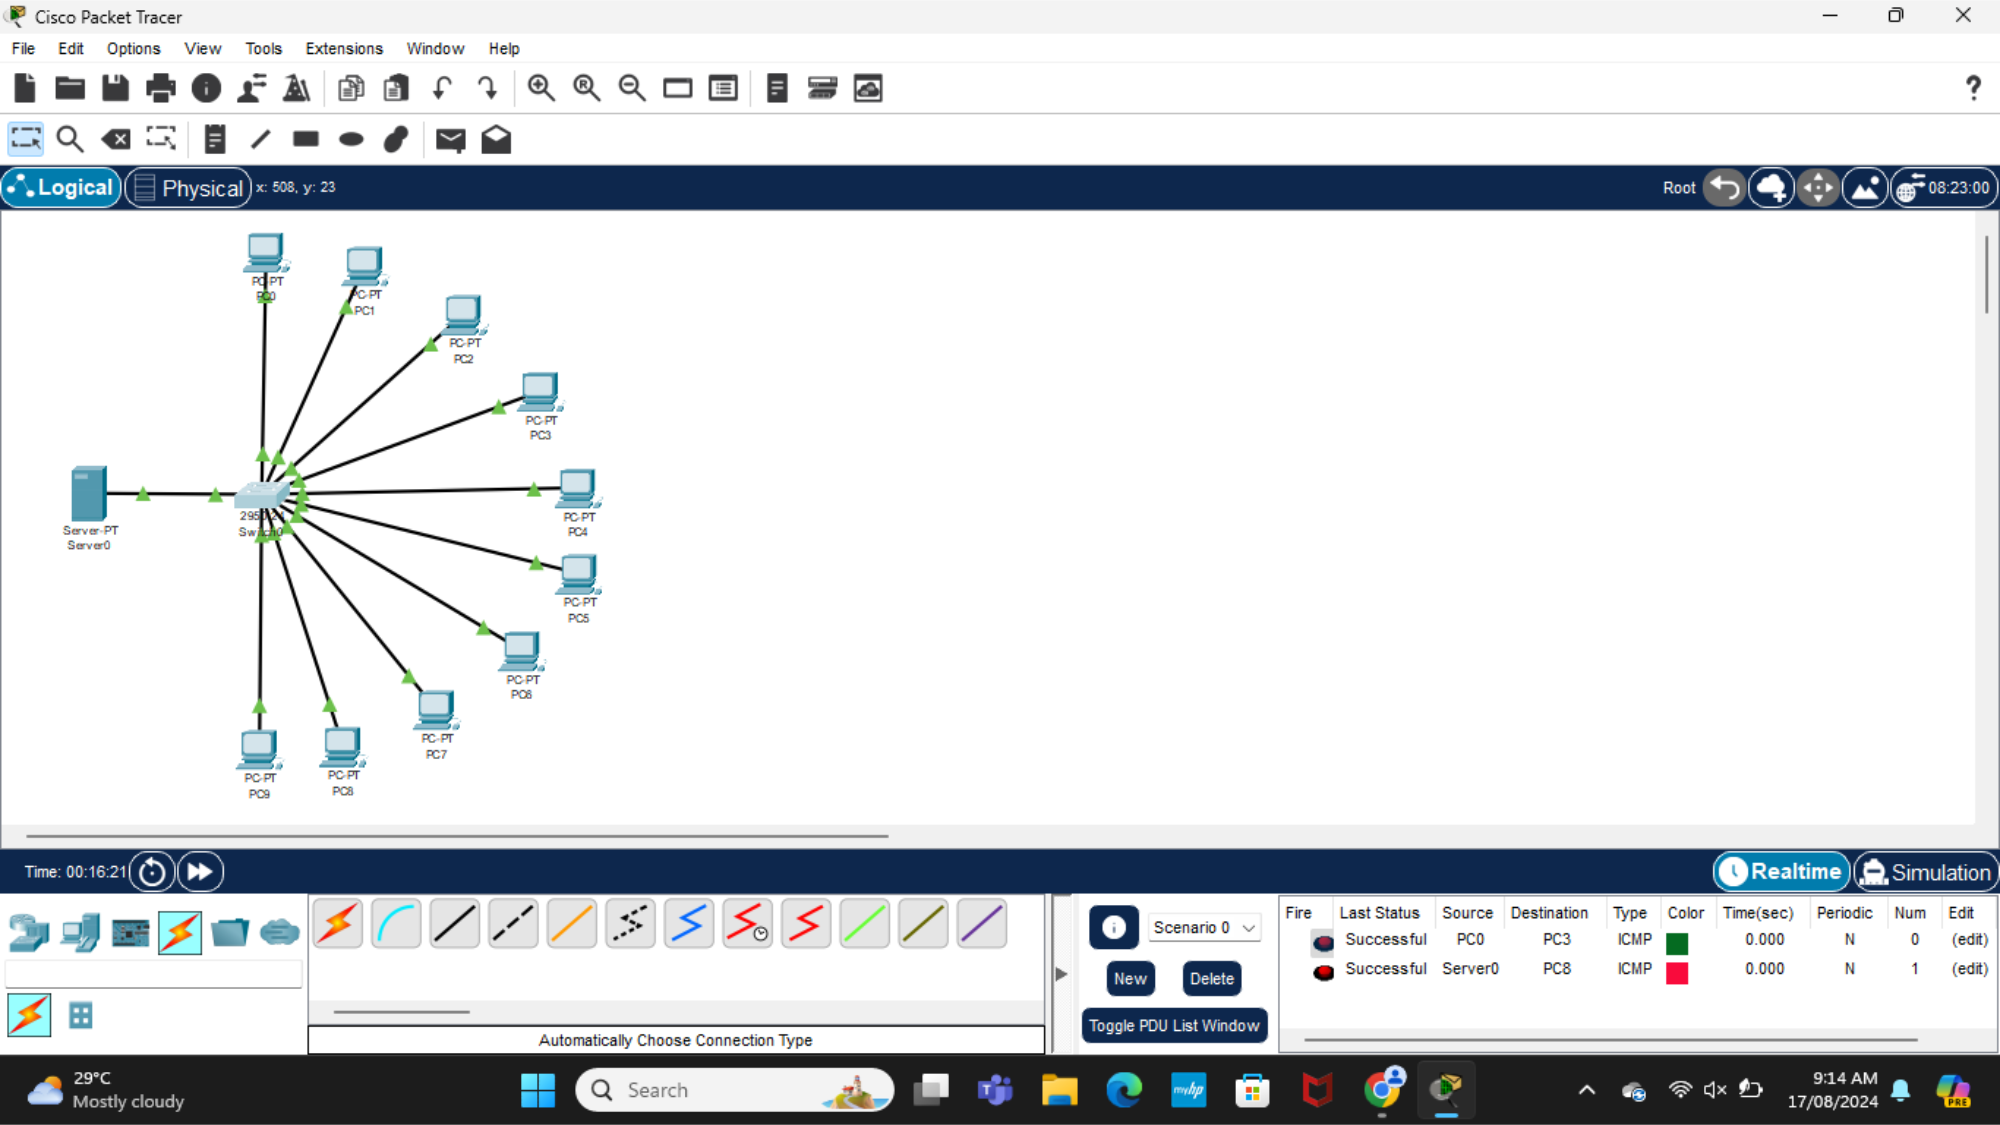 Cisco Packet Tracer
File Edit Options View Tools Extensions Window Help
Logical Physical x: 508, y: 23 Root 08:23:00
PC-PT
PC0
PC-PT
PC1
PC-PT
PC2
PC-PT
PC3
PC-PT
PC4
Server-PT
Server0
2950-24
Switch0
PC-PT
PC5
PC-PT
PC6
PC-PT
PC7
PC-PT
PC8
PC-PT
PC9
Time: 00:16:21 Realtime Simulation
Scenario 0
New Delete
Toggle PDU List Window
Fire Last Status Source Destination Type Color Time(sec) Periodic Num Edit
Successful PC0 PC3 ICMP 0.000 N 0 (edit)
Successful Server0 PC8 ICMP 0.000 N 1 (edit)
Automatically Choose Connection Type
29°C
Mostly cloudy
Search
myhp
9:14 AM
17/08/2024
PRE